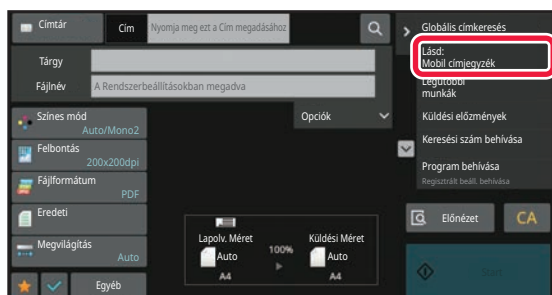 Címtár
Cím
Nyomja meg ezt a Cím megadásához
Tárgy
Fájlnév
A Rendszerbeállításokban megadva
Opciók
Színes mód
Auto/Mono2
Felbontás
200x200dpi
Fájlformátum
PDF
Eredeti
Megvilágítás
Auto
Egyéb
Lapolv. Méret
Auto
A4
100%
Küldési Méret
Auto
A4
Globális címkeresés
Lásd:
Mobil címjegyzék
Legutóbbi
munkák
Küldési előzmények
Keresési szám behívása
Program behívása
Regisztrált beáll. behívása
Előnézet
CA
Start